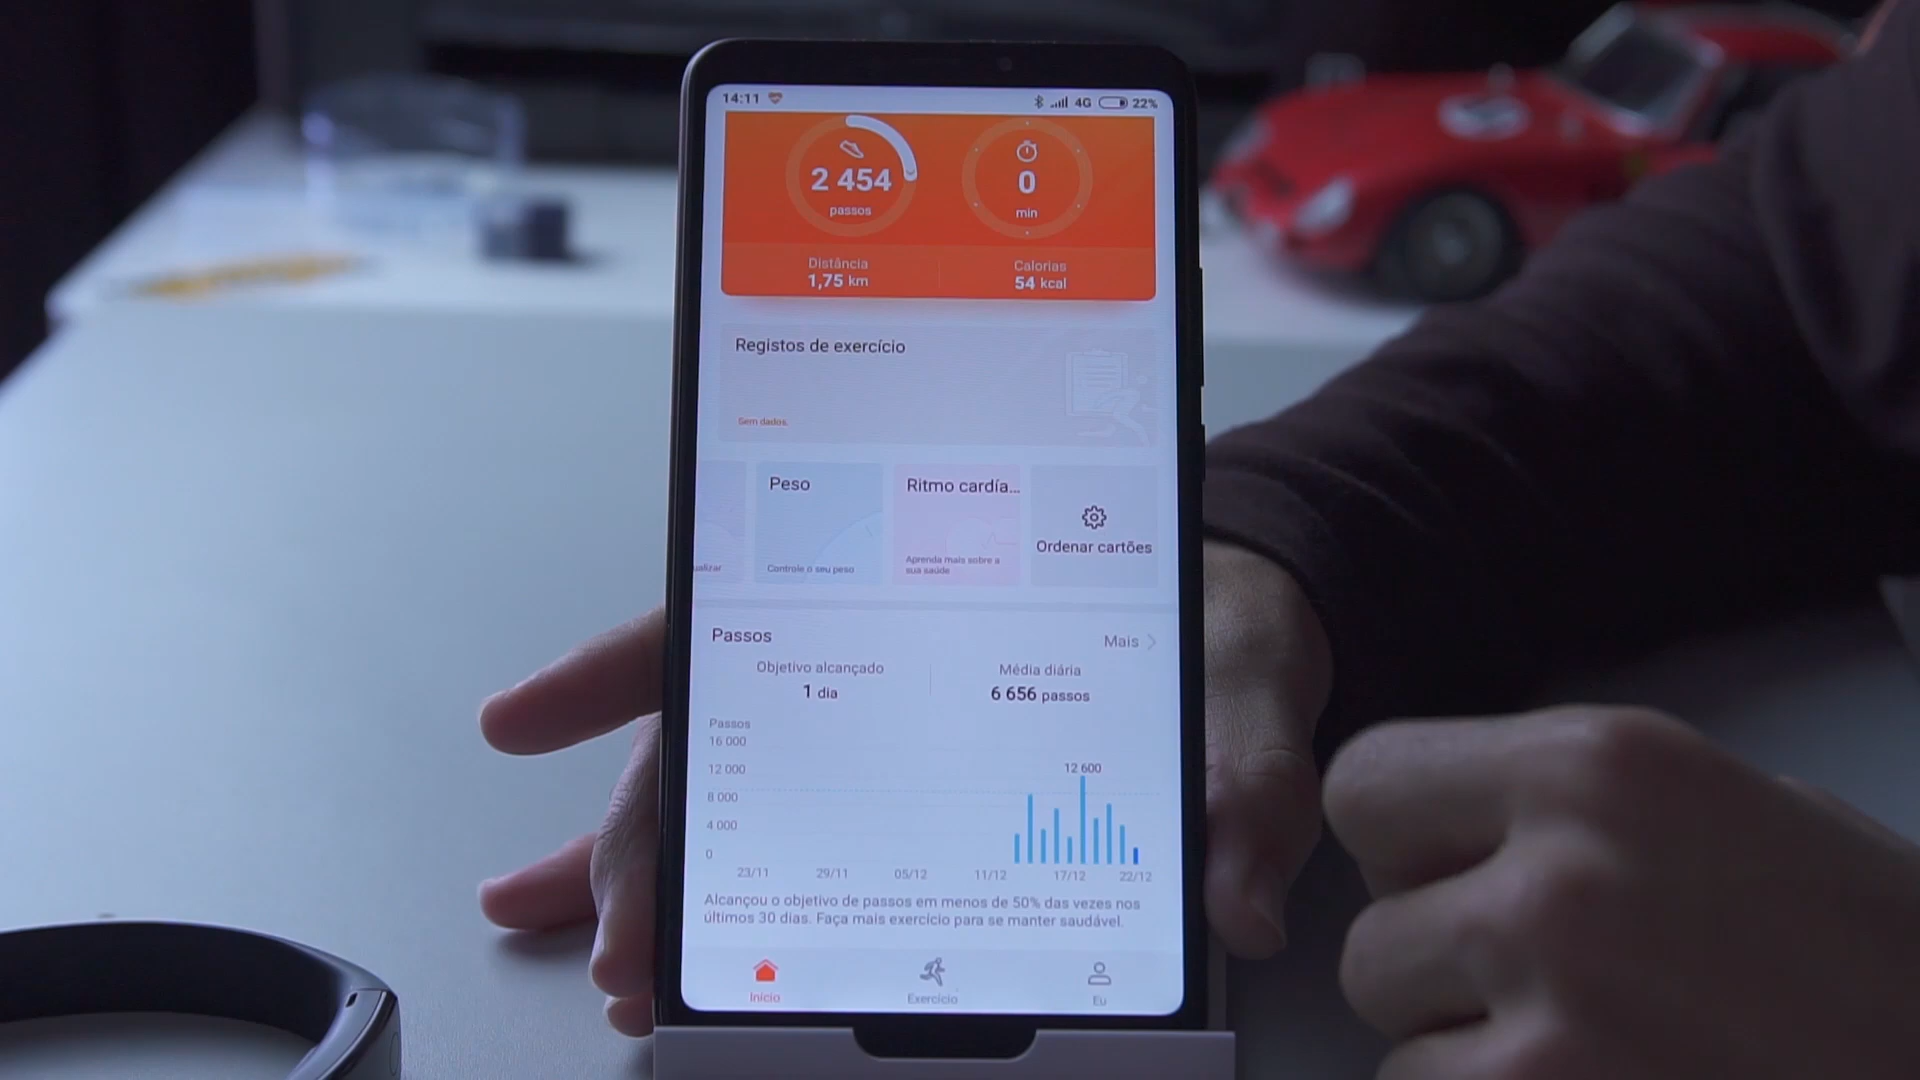 14:11 4G 22%
2 454 0
passos min
Distância Calorias
1,75 km 54 kcal
Registos de exercício
Sem dados.
Peso Ritmo cardía... Ordenar cartões
ualizar Controle o seu peso Aprenda mais sobre a
sua saúde
Passos Mais
Objetivo alcançado Média diária
1 dia 6 656 passos
Passos
16 000
12 000 12 600
8 000
4 000
0
23/11 29/11 05/12 11/12 17/12 22/12
Alcançou o objetivo de passos em menos de 50% das vezes nos
últimos 30 dias. Faça mais exercício para se manter saudável.
Início Exercício Eu